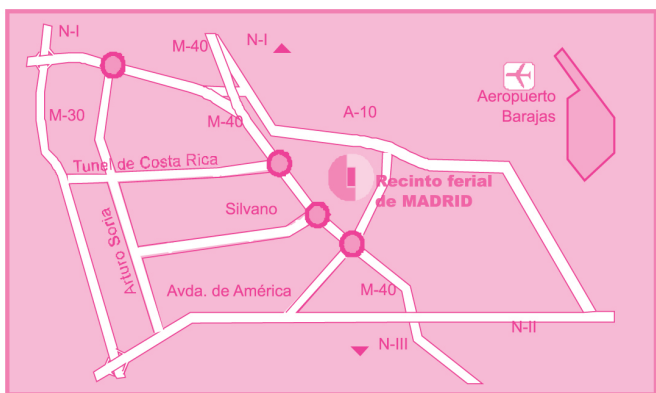 N-I
M-40
N-I
M-30
M-40
A-10
Aeropuerto
Barajas
Tunel de Costa Rica
Recinto ferial
de MADRID
Silvano
Arturo Soria
Avda. de América
M-40
N-II
N-III